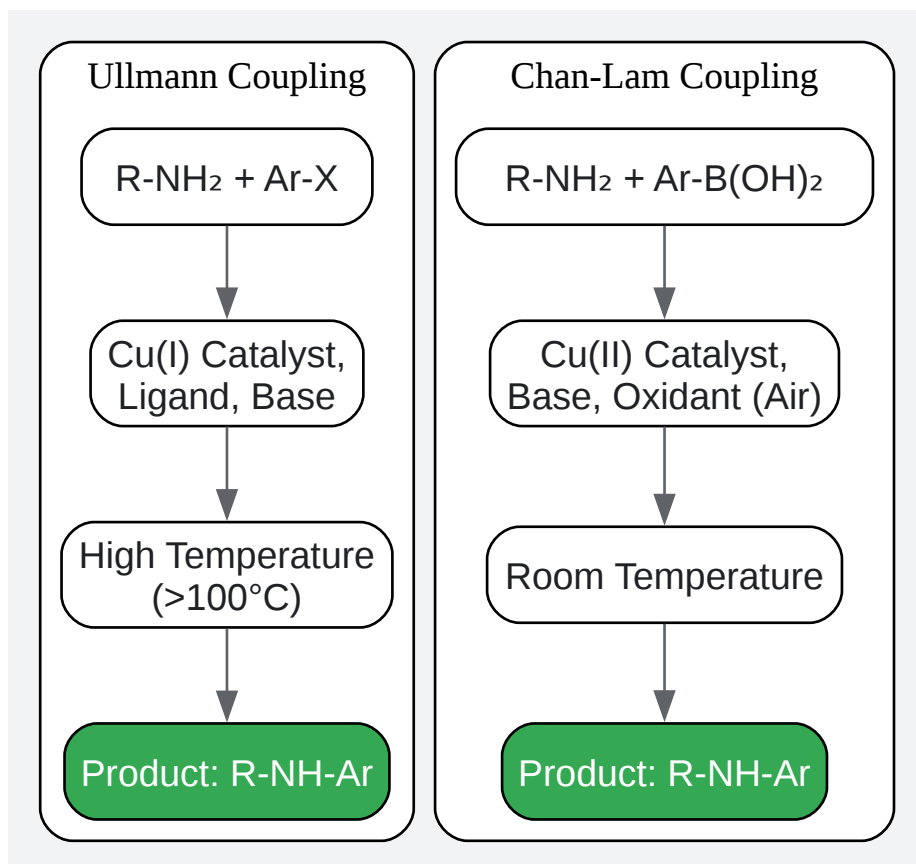 Ullmann Coupling
R-NH₂ + Ar-X
Cu(I) Catalyst,
Ligand, Base
High Temperature
(>100°C)
Product: R-NH-Ar
Chan-Lam Coupling
R-NH₂ + Ar-B(OH)₂
Cu(II) Catalyst,
Base, Oxidant (Air)
Room Temperature
Product: R-NH-Ar